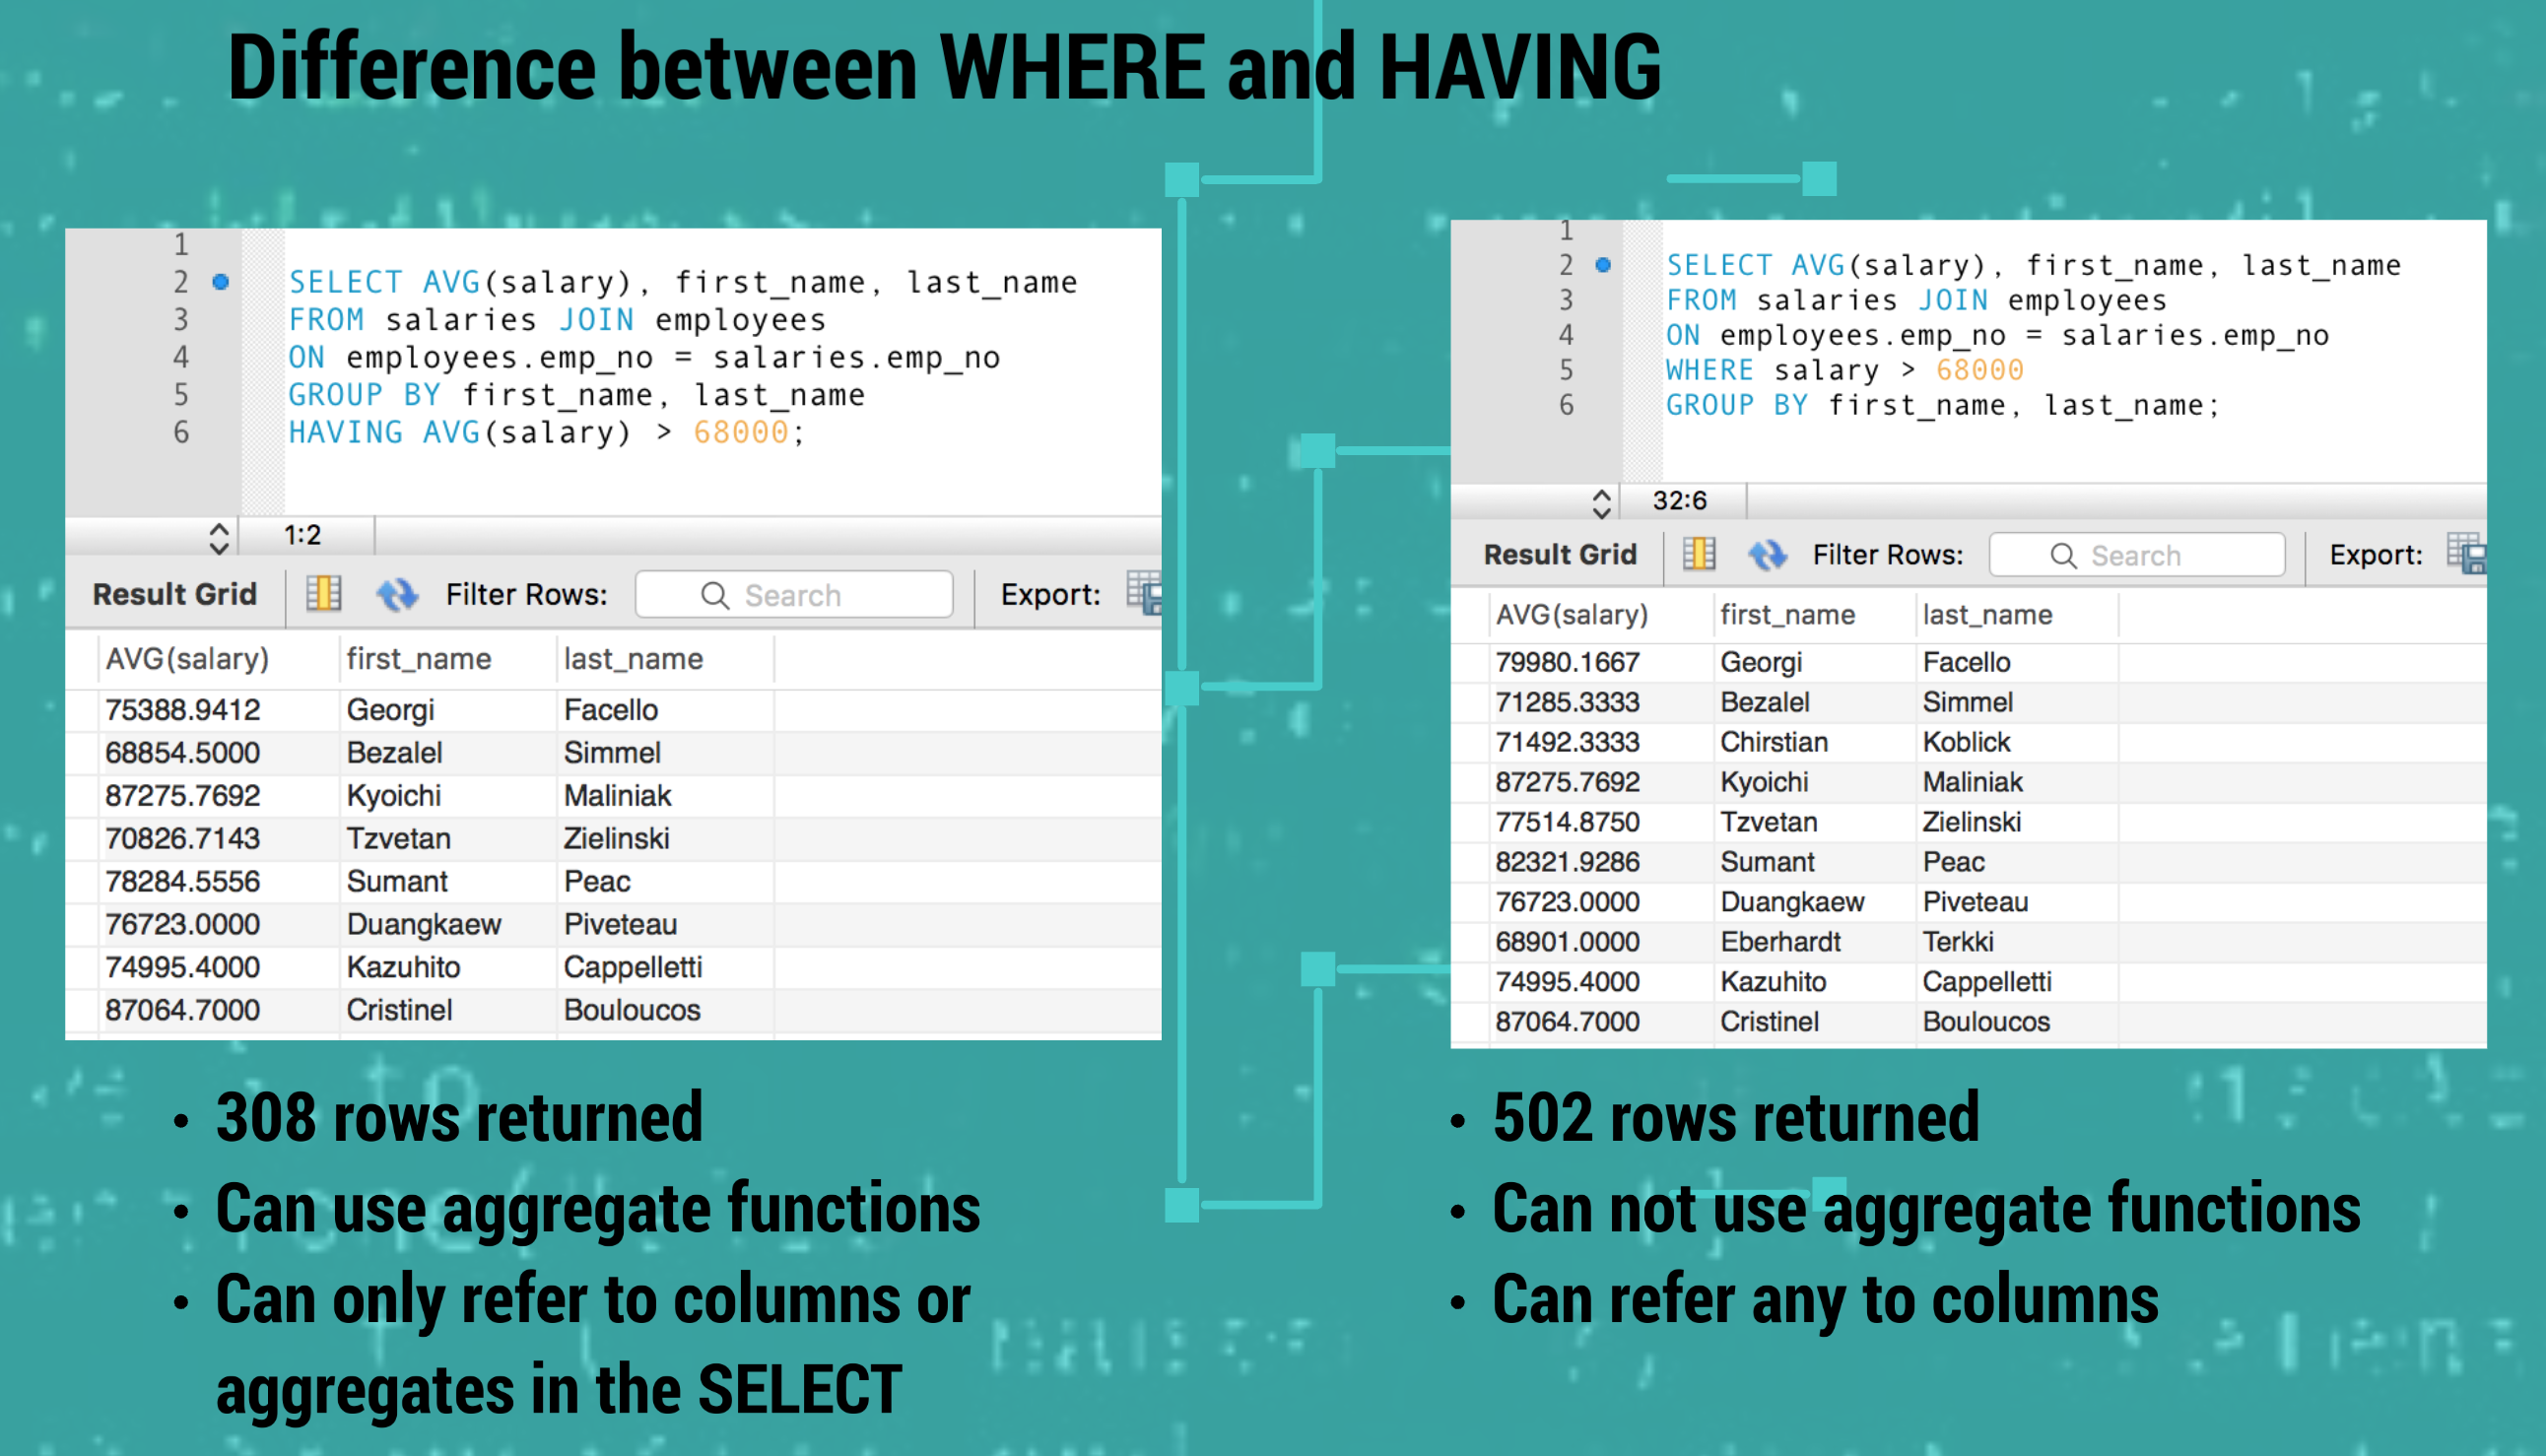 Difference between WHERE and HAVING
1
2 SELECT AVG(salary), first_name, last_name
3 FROM salaries JOIN employees
4 ON employees.emp_no = salaries.emp_no
5 GROUP BY first_name, last_name
6 HAVING AVG(salary) > 68000;
1:2
Result Grid Filter Rows: Search Export:
AVG(salary) first_name last_name
75388.9412 Georgi Facello
68854.5000 Bezalel Simmel
87275.7692 Kyoichi Maliniak
70826.7143 Tzvetan Zielinski
78284.5556 Sumant Peac
76723.0000 Duangkaew Piveteau
74995.4000 Kazuhito Cappelletti
87064.7000 Cristinel Bouloucos
• 308 rows returned
• Can use aggregate functions
• Can only refer to columns or
aggregates in the SELECT
1
2 SELECT AVG(salary), first_name, last_name
3 FROM salaries JOIN employees
4 ON employees.emp_no = salaries.emp_no
5 WHERE salary > 68000
6 GROUP BY first_name, last_name;
32:6
Result Grid Filter Rows: Search Export:
AVG(salary) first_name last_name
79980.1667 Georgi Facello
71285.3333 Bezalel Simmel
71492.3333 Chirstian Koblick
87275.7692 Kyoichi Maliniak
77514.8750 Tzvetan Zielinski
82321.9286 Sumant Peac
76723.0000 Duangkaew Piveteau
68901.0000 Eberhardt Terkki
74995.4000 Kazuhito Cappelletti
87064.7000 Cristinel Bouloucos
• 502 rows returned
• Can not use aggregate functions
• Can refer any to columns